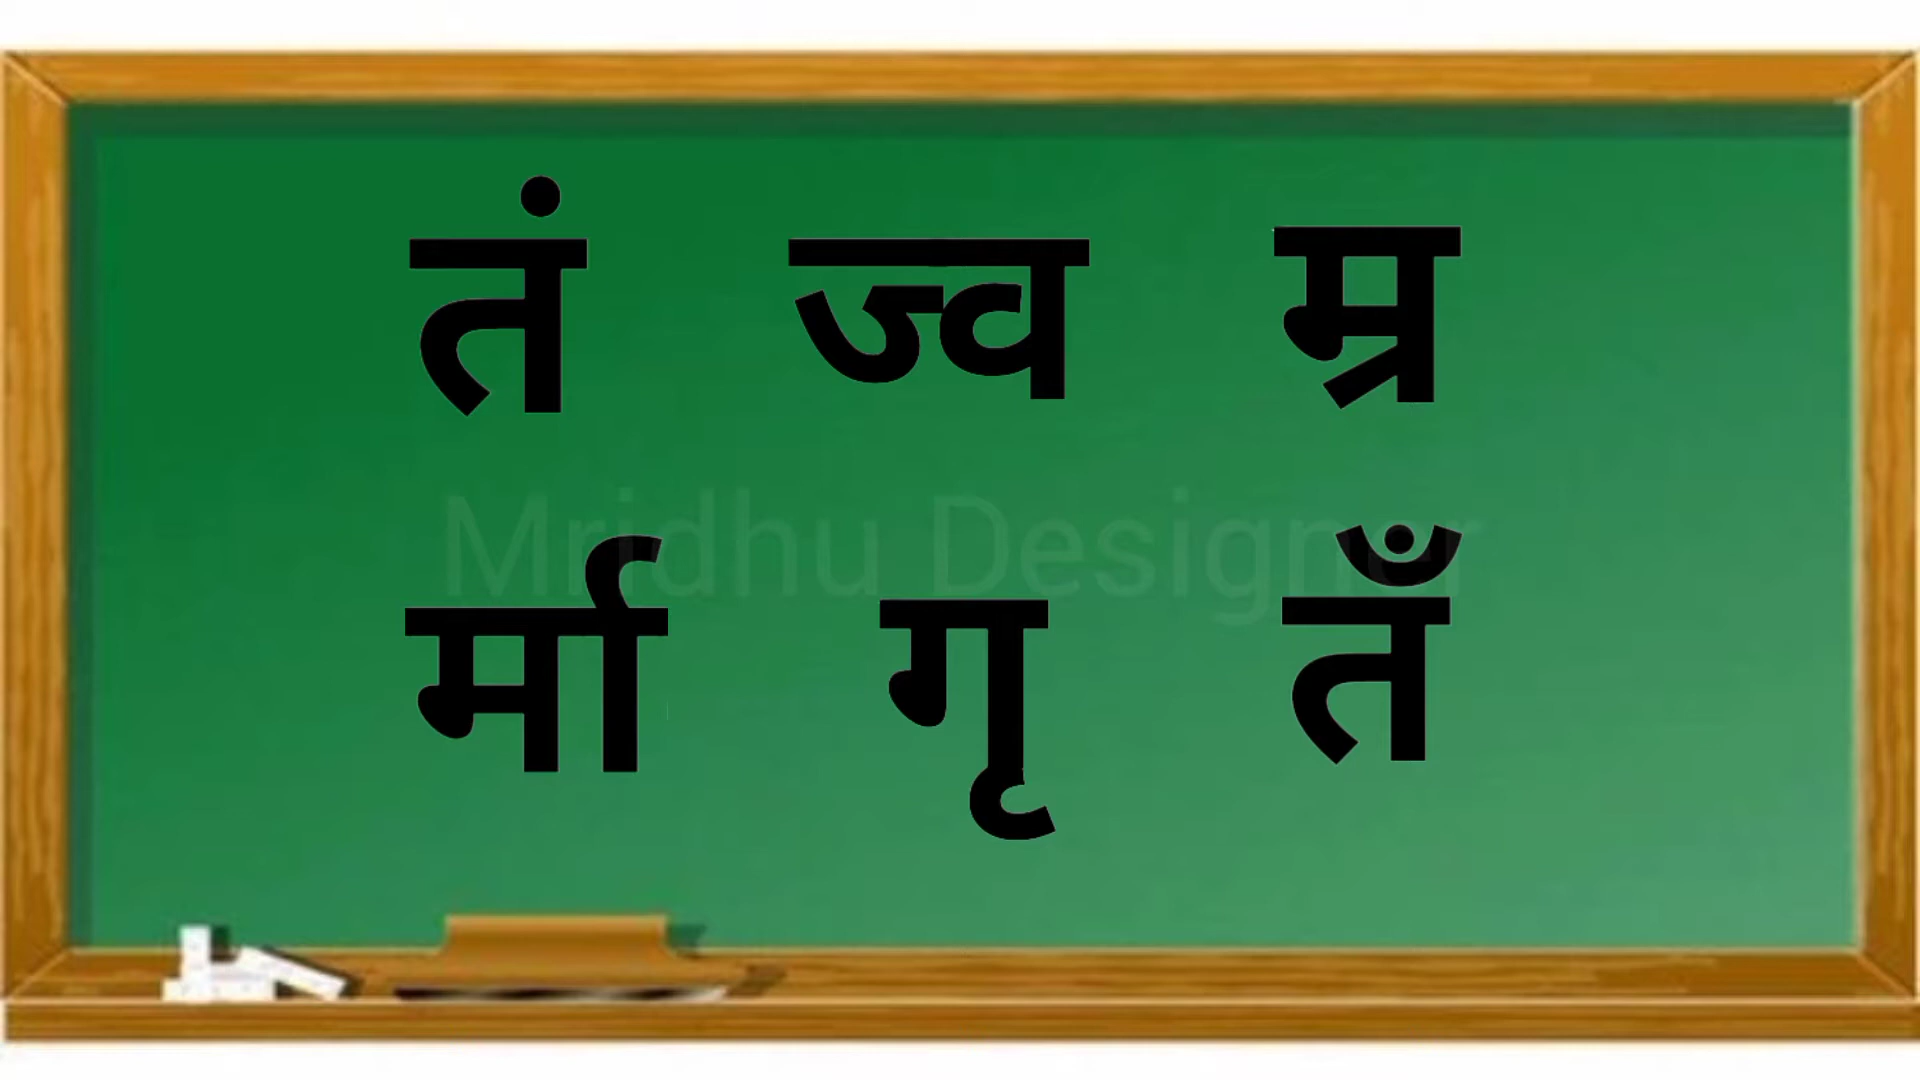 तं ज्व म्र
Mridhu Designer
र्मा गृ तँ